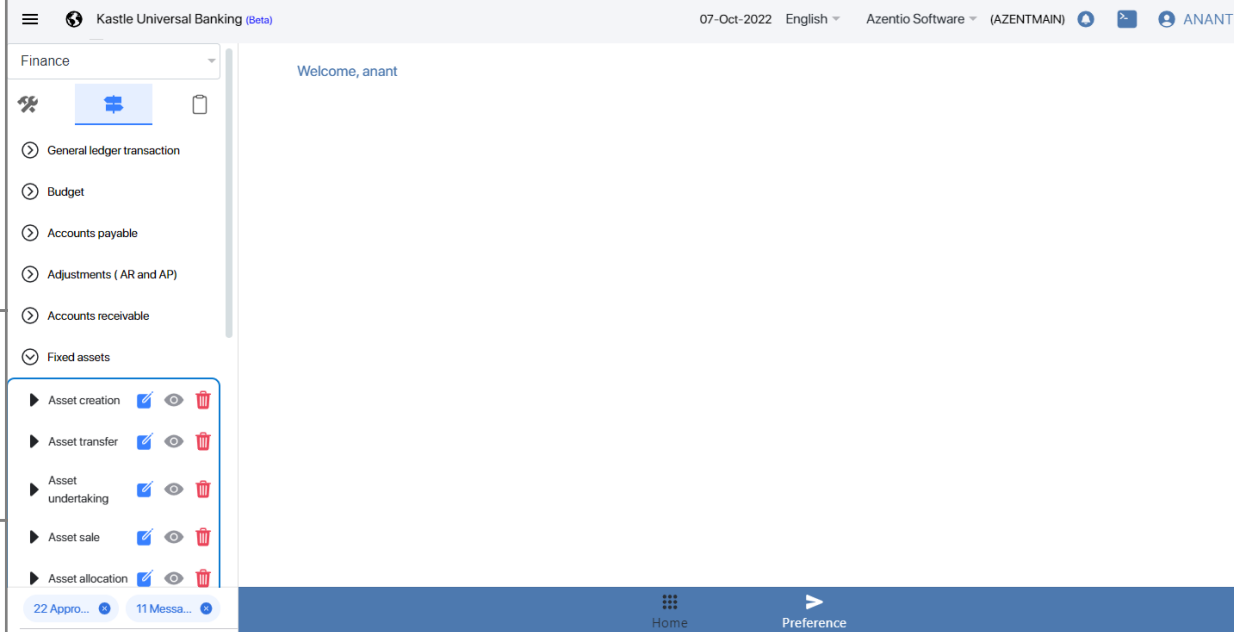 Kastle Universal Banking (Beta)
07-Oct-2022 English Azentio Software (AZENTMAIN) ANANT
Finance
Welcome, anant
General ledger transaction
Budget
Accounts payable
Adjustments ( AR and AP)
Accounts receivable
Fixed assets
Asset creation
Asset transfer
Asset
undertaking
Asset sale
Asset allocation
22 Appro... 11 Messa...
Home Preference